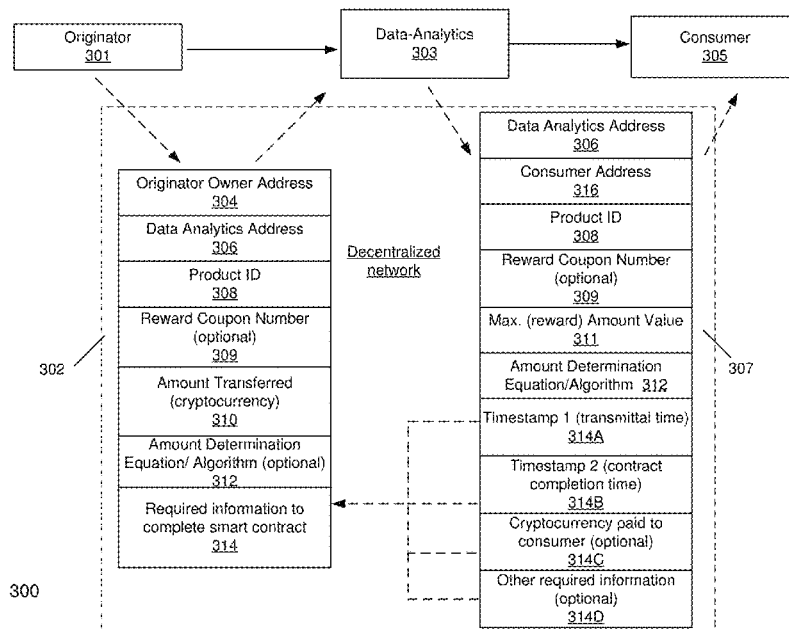 Originator
301
Data-Analytics
303
Consumer
305
Originator Owner Address
304
Data Analytics Address
306
Product ID
308
Reward Coupon Number
(optional)
309
Amount Transferred
(cryptocurrency)
310
Amount Determination
Equation/ Algorithm (optional)
312
Required information to
complete smart contract
314
302
Decentralized
network
Data Analytics Address
306
Consumer Address
316
Product ID
308
Reward Coupon Number
(optional)
309
Max. (reward) Amount Value
311
Amount Determination
Equation/Algorithm 312
Timestamp 1 (transmittal time)
314A
Timestamp 2 (contract
completion time)
314B
Cryptocurrency paid to
consumer (optional)
314C
Other required information
(optional)
314D
307
300